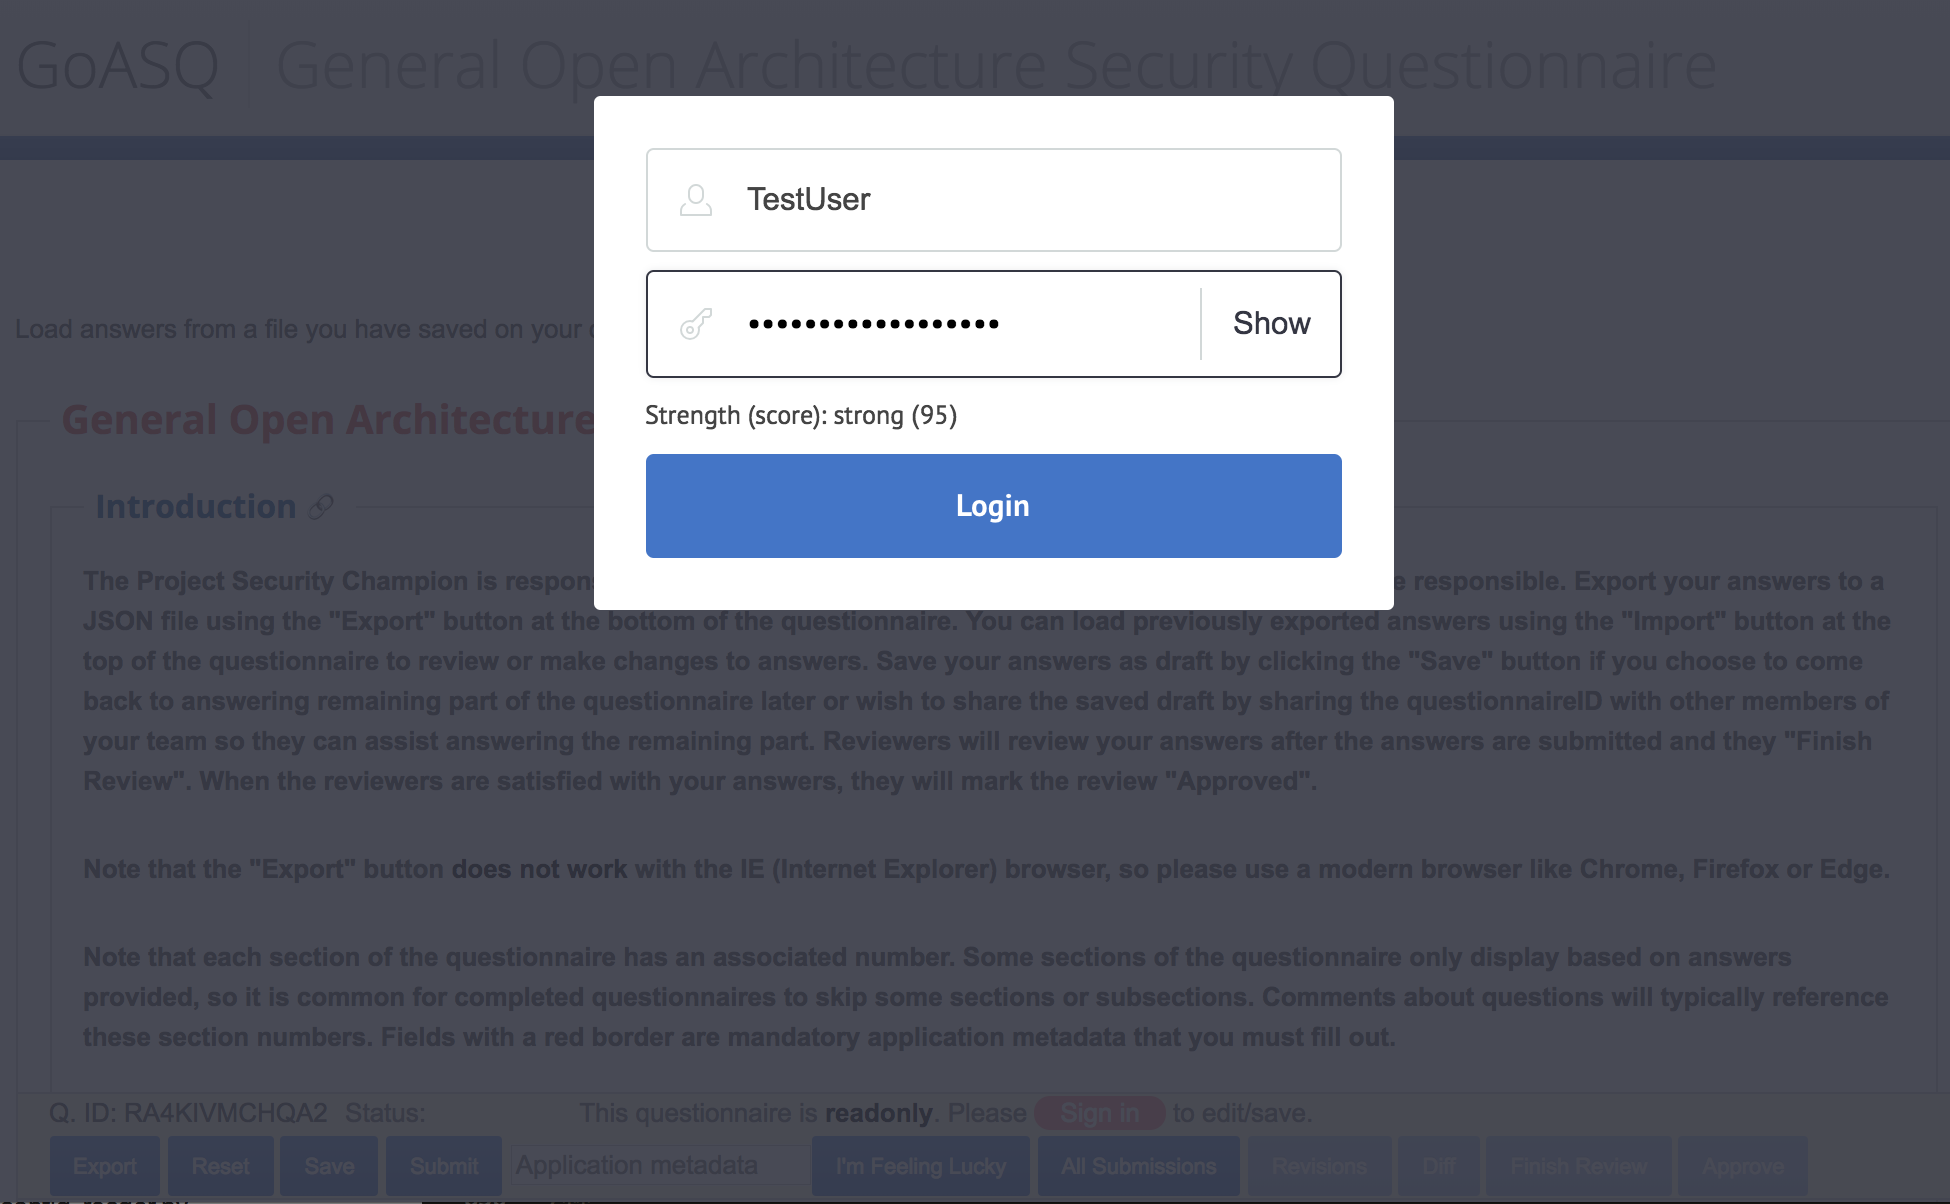 GoASQ General Open Architecture Security Questionnaire
TestUser
Load answers from a file you have saved on your
Show
Strength (score): strong (95)
General Open Architecture
Login
Introduction
The Project Security Champion is e responsible. Export your answers to a
JSON file using the "Export" button at the bottom of the questionnaire. You can load previously exported answers using the "Import" button at the
top of the questionnaire to review or make changes to answers. Save your answers as draft by clicking the "Save" button if you choose to come
back to answering remaining part of the questionnaire later or wish to share the saved draft by sharing the questionnaireID with other members of
your team so they can assist answering the remaining part. Reviewers will review your answers after the answers are submitted and they "Finish
Review". When the reviewers are satisfied with your answers, they will mark the review "Approved".
Note that the "Export" button does not work with the IE (Internet Explorer) browser, so please use a modern browser like Chrome, Firefox or Edge.
Note that each section of the questionnaire has an associated number. Some sections of the questionnaire only display based on answers
provided, so it is common for completed questionnaires to skip some sections or subsections. Comments about questions will typically reference
these section numbers. Fields with a red border are mandatory application metadata that you must fill out.
Q. ID: RA4KIVMCHQA2 Status: This questionnaire is readonly. Please Sign in to edit/save.
Export Reset Save Submit Application metadata I'm Feeling Lucky All Submissions Revisions Diff Finish Review Approve